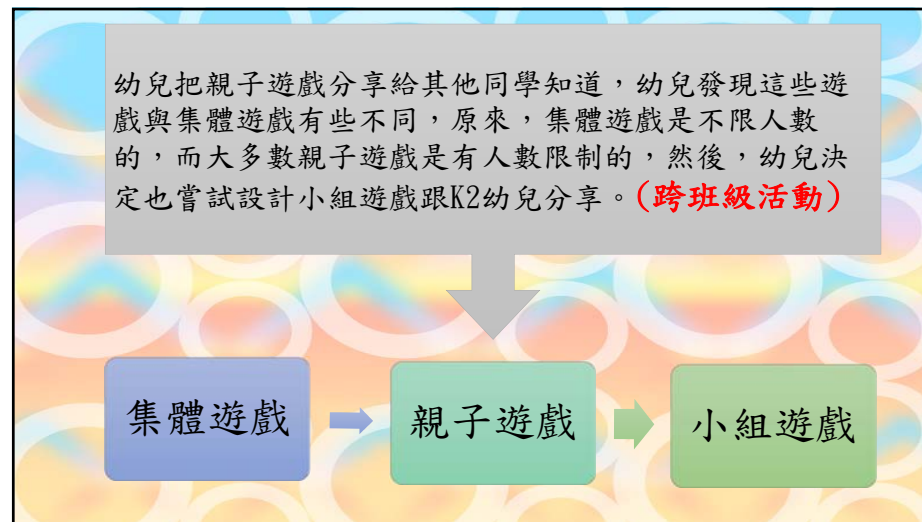 幼兒把親子遊戲分享給其他同學知道，幼兒發現這些遊
戲與集體遊戲有些不同，原來，集體遊戲是不限人數
的，而大多數親子遊戲是有人數限制的，然後，幼兒決
定也嘗試設計小組遊戲跟K2幼兒分享。(跨班級活動)
集體遊戲
親子遊戲
小組遊戲